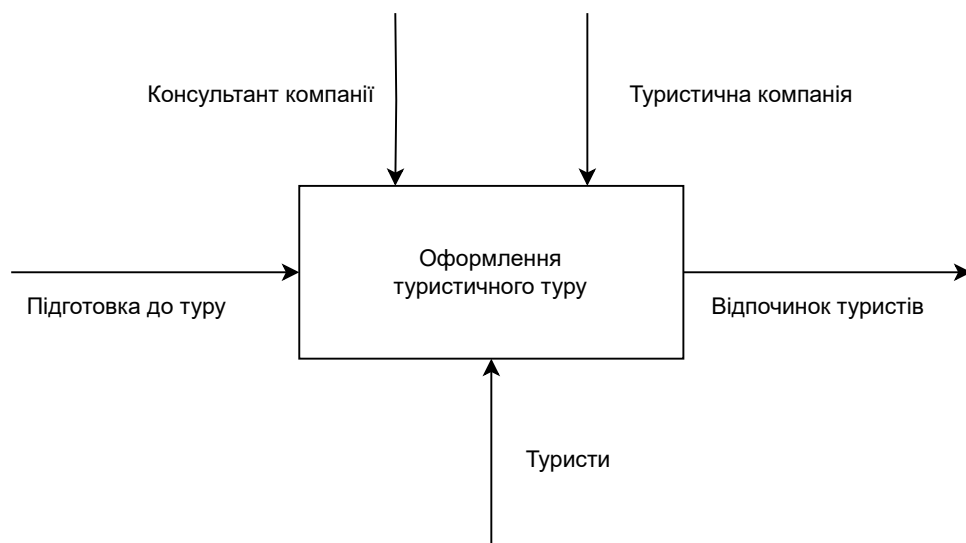 Консультант компанії
Туристична компанія
Оформлення
туристичного туру
Підготовка до туру
Відпочинок туристів
Туристи